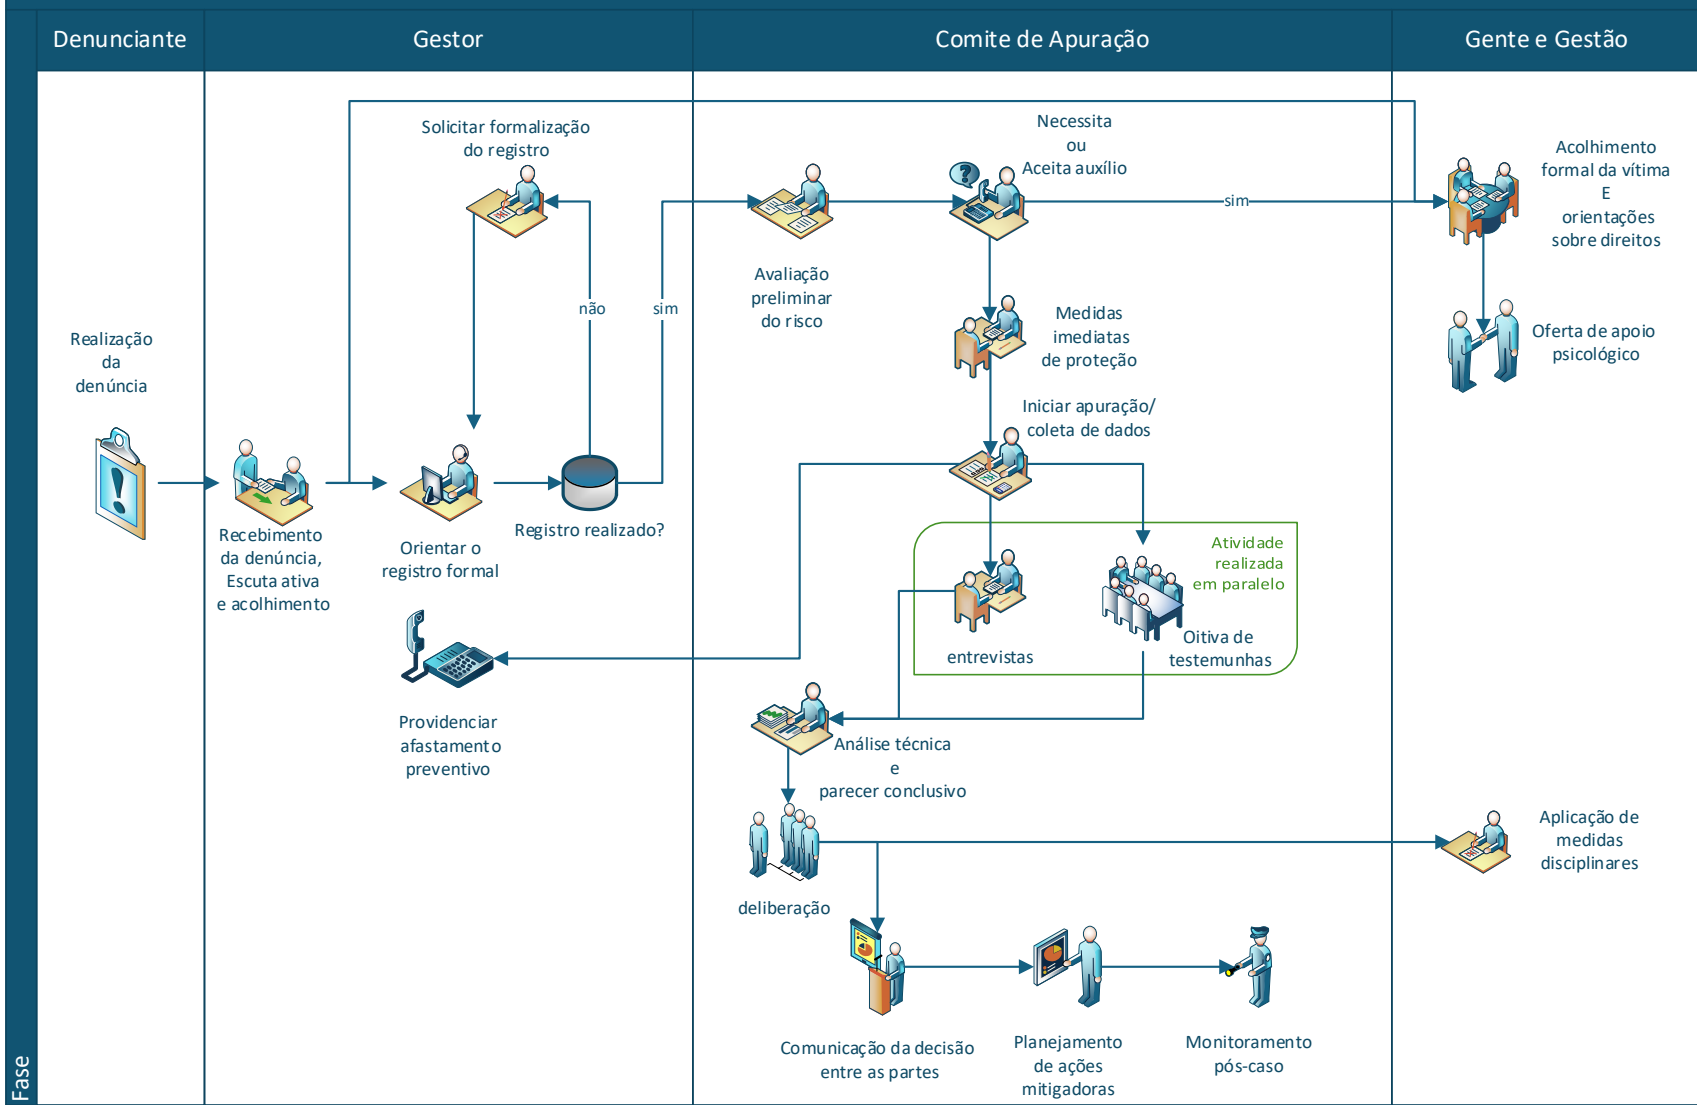 Denunciante
Gestor
Comite de Apuração
Gente e Gestão
Fase
Realização
da
denúncia
Recebimento
da denúncia,
Escuta ativa
e acolhimento
Solicitar formalização
do registro
não
sim
Orientar o
registro formal
Registro realizado?
Providenciar
afastamento
preventivo
Avaliação
preliminar
do risco
Necessita
ou
Aceita auxílio
sim
Medidas
imediatas
de proteção
Iniciar apuração/
coleta de dados
Atividade
realizada
em paralelo
entrevistas
Oitiva de
testemunhas
Análise técnica
e
parecer conclusivo
deliberação
Comunicação da decisão
entre as partes
Planejamento
de ações
mitigadoras
Monitoramento
pós-caso
Acolhimento
formal da vítima
E
orientações
sobre direitos
Oferta de apoio
psicológico
Aplicação de
medidas
disciplinares